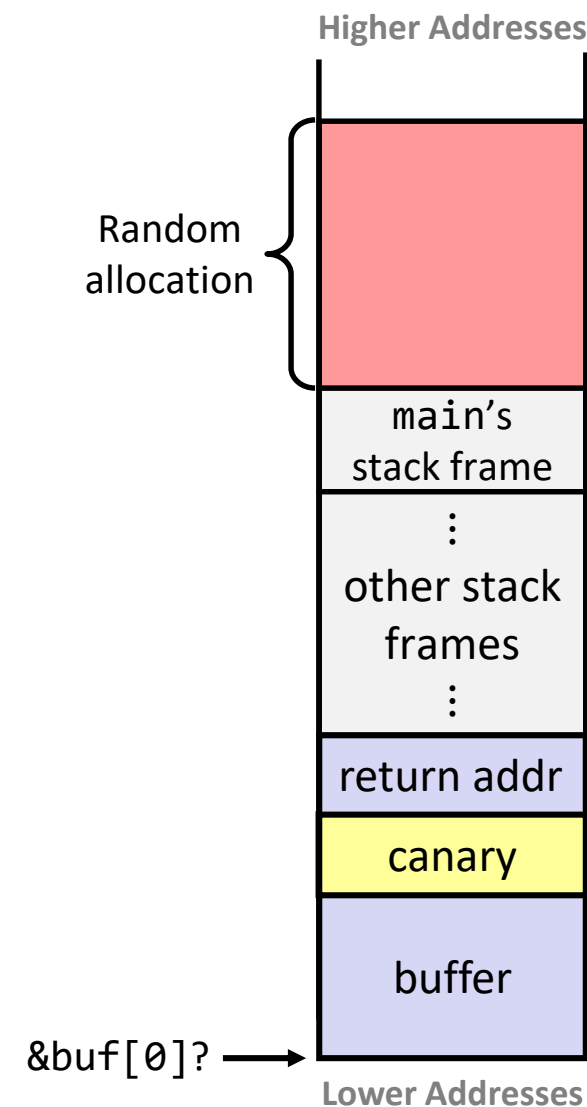 Higher Addresses
Random
allocation
main’s
stack frame
⋮
other stack
frames
⋮
return addr
canary
buffer
&buf[0]?
Lower Addresses